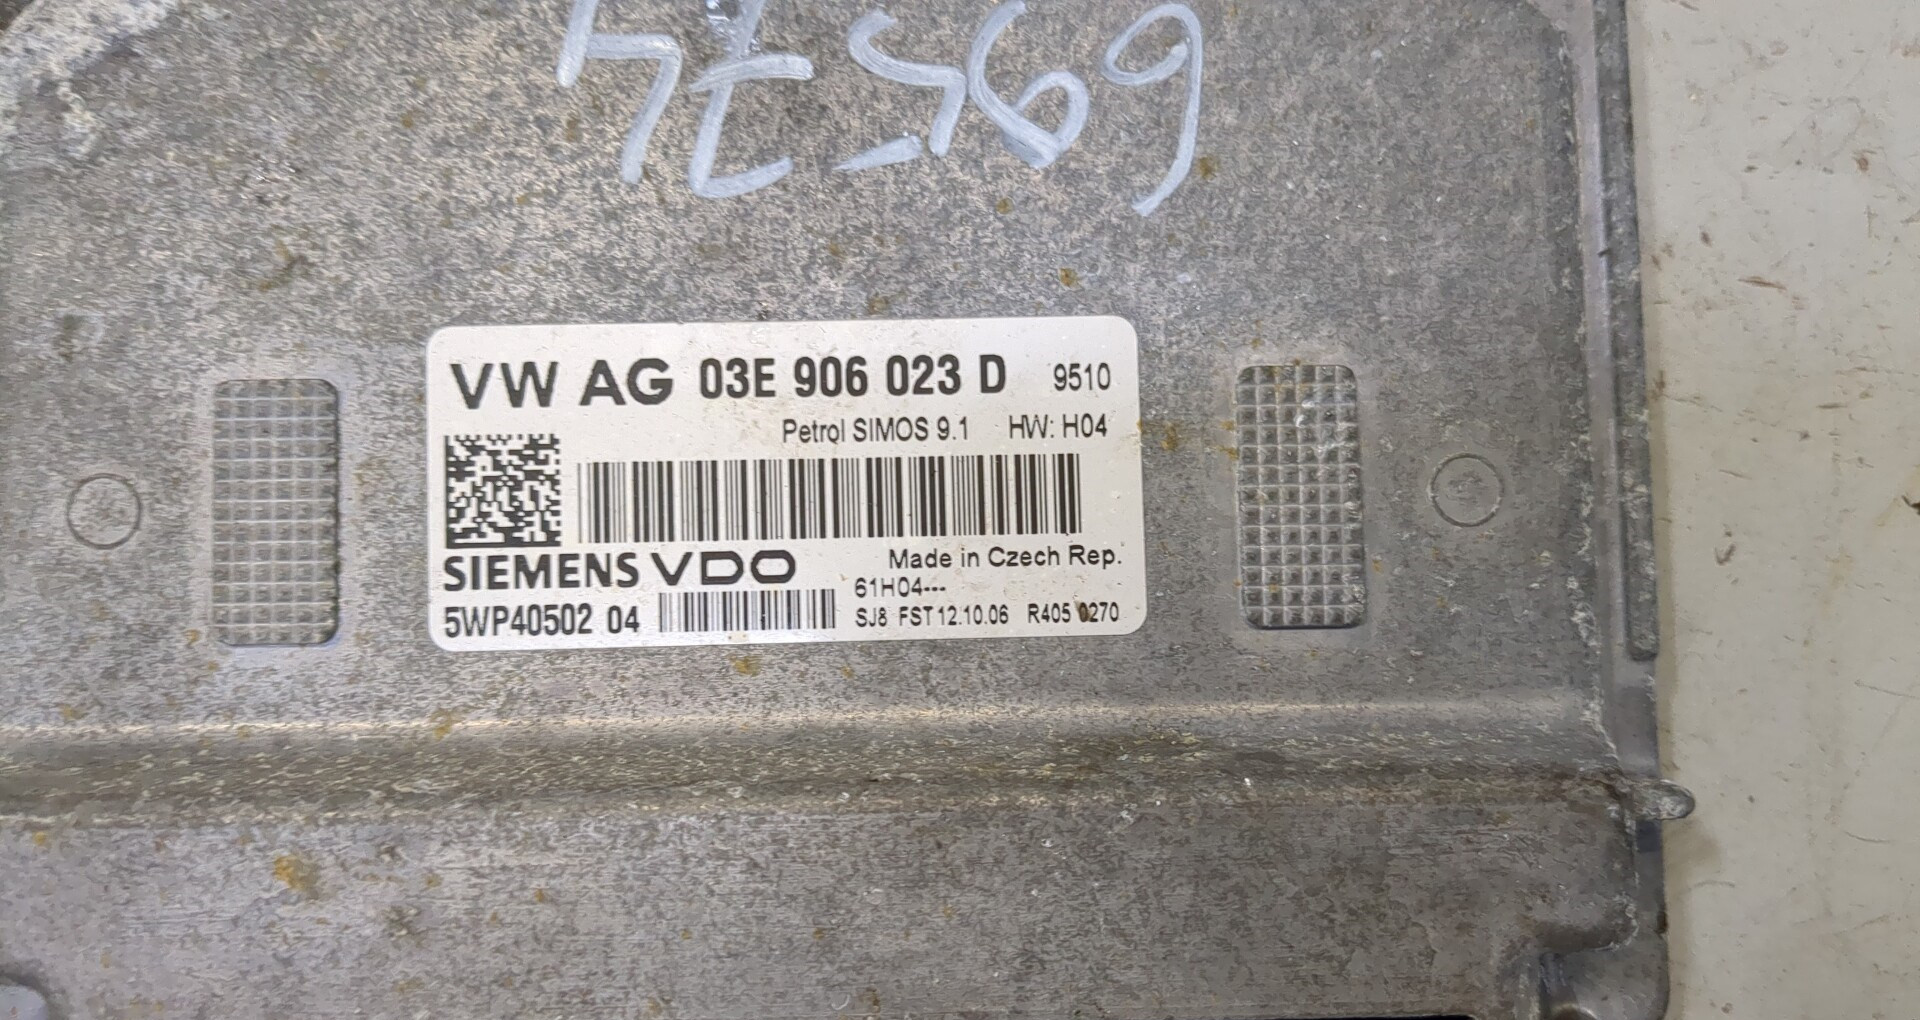 69574
VW AG 03E 906 023 D 9510
Petrol SIMOS 9.1 HW: H04
SIEMENS VDO Made in Czech Rep.
61H04---
5WP40502 04 SJ8 FST 12.10.06 R405 0270